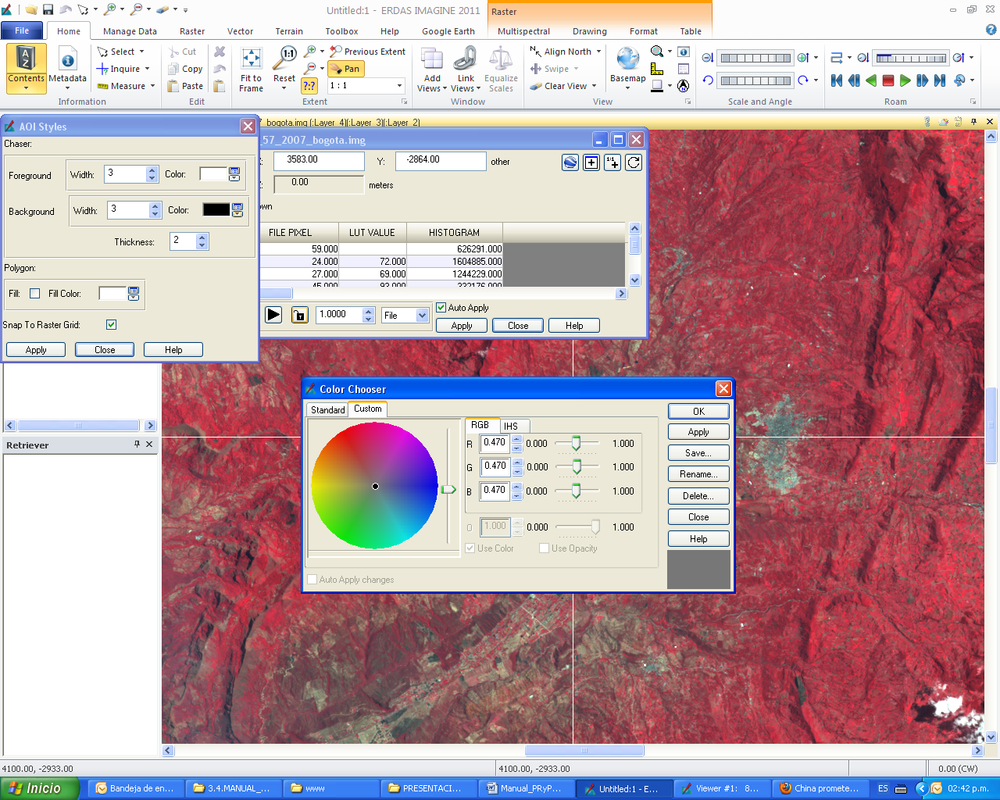 Untitled:1 - ERDAS IMAGINE 2011
Raster
File Home Manage Data Raster Vector Terrain Toolbox Help Google Earth Multispectral Drawing Format Table
Contents
Metadata
Select
Inquire
Measure
Information
Cut
Copy
Paste
Edit
Fit to Frame
Reset
Previous Extent
Pan
1 : 1
Extent
Add Views
Link Views
Equalize Scales
Window
Align North
Swipe
Clear View
Basemap
View
Scale and Angle
Roam
_bogota.img (:Layer_4)(:Layer_3)(:Layer_2)
AOI Styles
Chaser:
Foreground Width: 3 Color:
Background Width: 3 Color:
Thickness: 2
Polygon:
Fill: Fill Color:
Snap To Raster Grid:
Apply Close Help
_57_2007_bogota.img
3583.00 Y: -2864.00 other
0.00 meters
own
FILE PIXEL LUT VALUE HISTOGRAM
59.000 626291.000
24.000 72.000 1604885.000
27.000 69.000 1244229.000
45.000 93.000 332176.000
1.0000 File Auto Apply
Apply Close Help
Color Chooser
Standard Custom
RGB IHS
R 0.470 0.000 1.000
G 0.470 0.000 1.000
B 0.470 0.000 1.000
O 1.000 0.000 1.000
Use Color Use Opacity
Auto Apply changes
OK
Apply
Save...
Rename...
Delete...
Close
Help
Retriever
4100.00, -2933.00 4100.00, -2933.00 0.00 (CW)
Inicio Bandeja de en... 3.4.MANUAL_... www PRESENTACI... Manual_PRyP... Untitled:1 - E... Viewer #1: 8... China promete... ES 02:42 p.m.